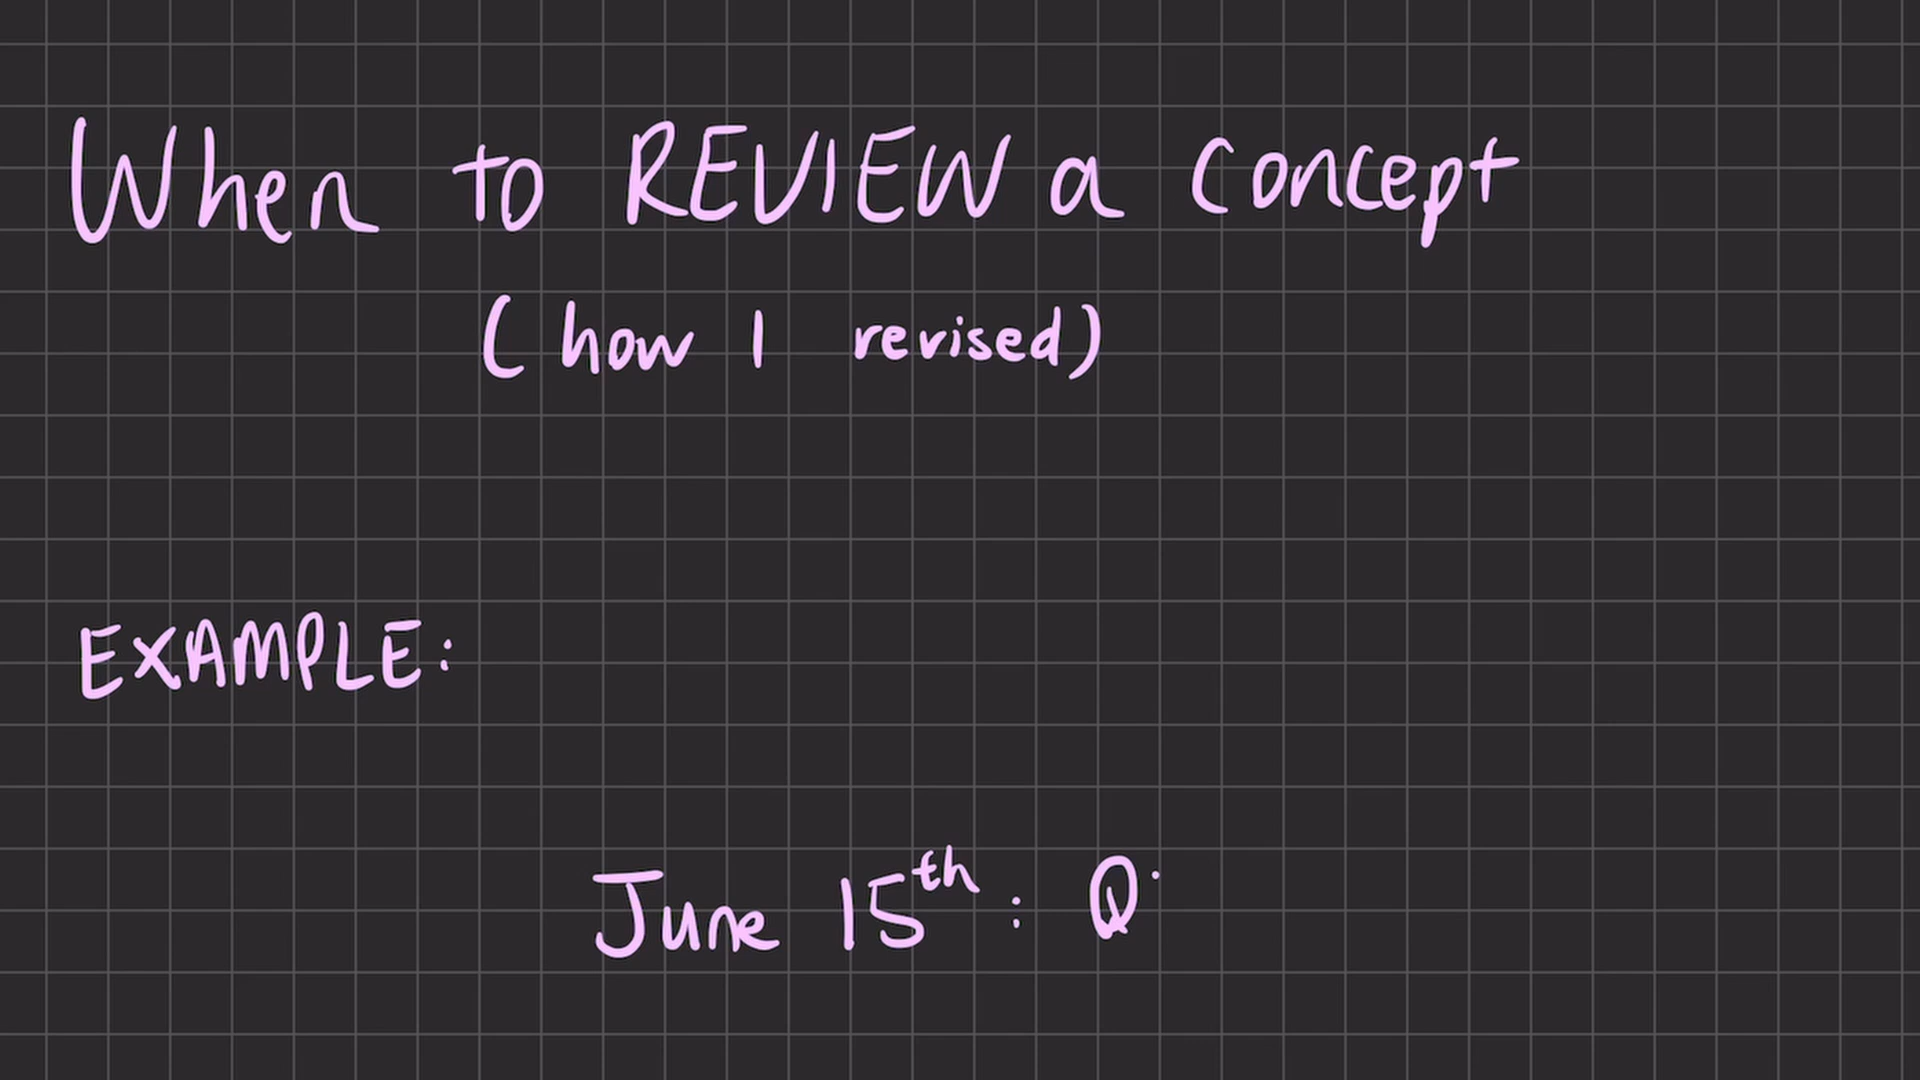 When to REVIEW a concept
(how I revised)
EXAMPLE:
June 15th: Q